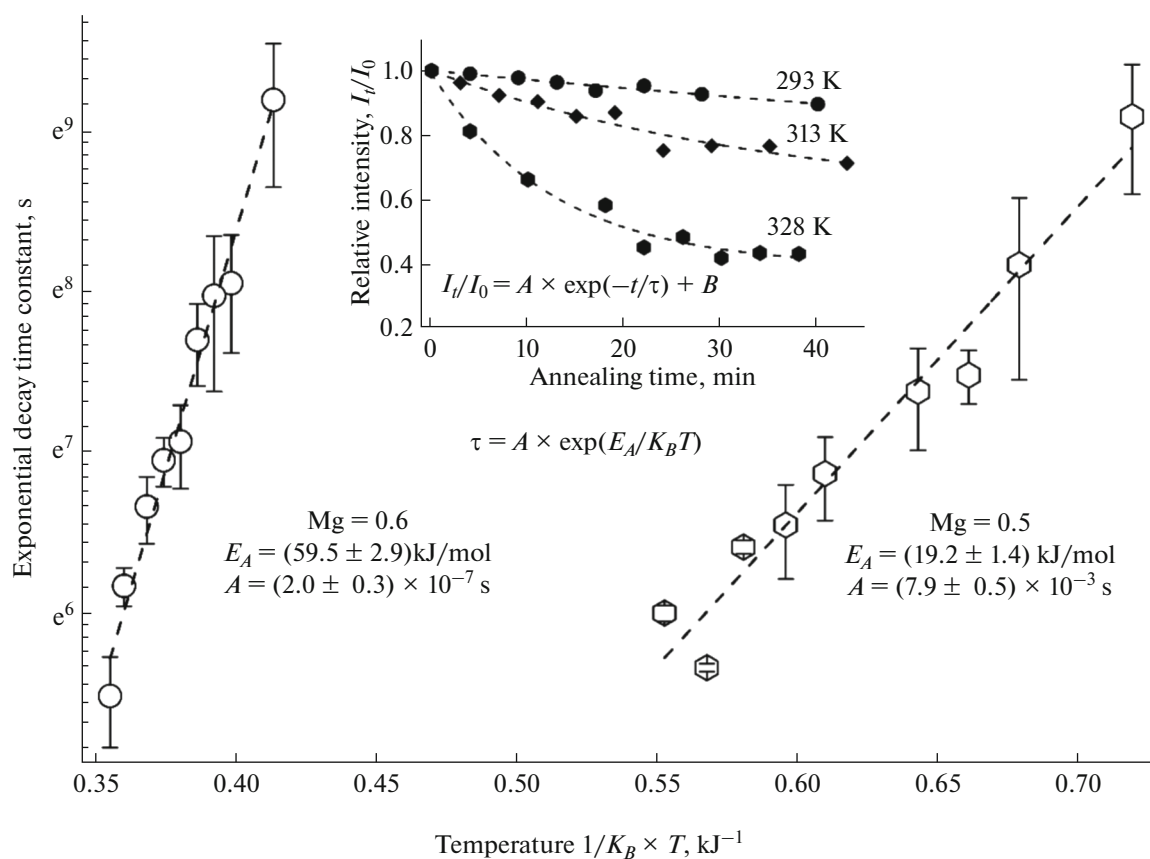 Exponential decay time constant, s
e⁹
e⁸
e⁷
e⁶
0.35
0.40
0.45
0.50
0.55
0.60
0.65
0.70
Temperature 1/K_B × T, kJ⁻¹
Relative intensity, I_t/I_0
1.0
0.8
0.6
0.4
0.2
0
10
20
30
40
Annealing time, min
293 K
313 K
328 K
I_t/I_0 = A × exp(−t/τ) + B
τ = A × exp(E_A/K_BT)
Mg = 0.6
E_A = (59.5 ± 2.9)kJ/mol
A = (2.0 ± 0.3) × 10⁻⁷ s
Mg = 0.5
E_A = (19.2 ± 1.4) kJ/mol
A = (7.9 ± 0.5) × 10⁻³ s